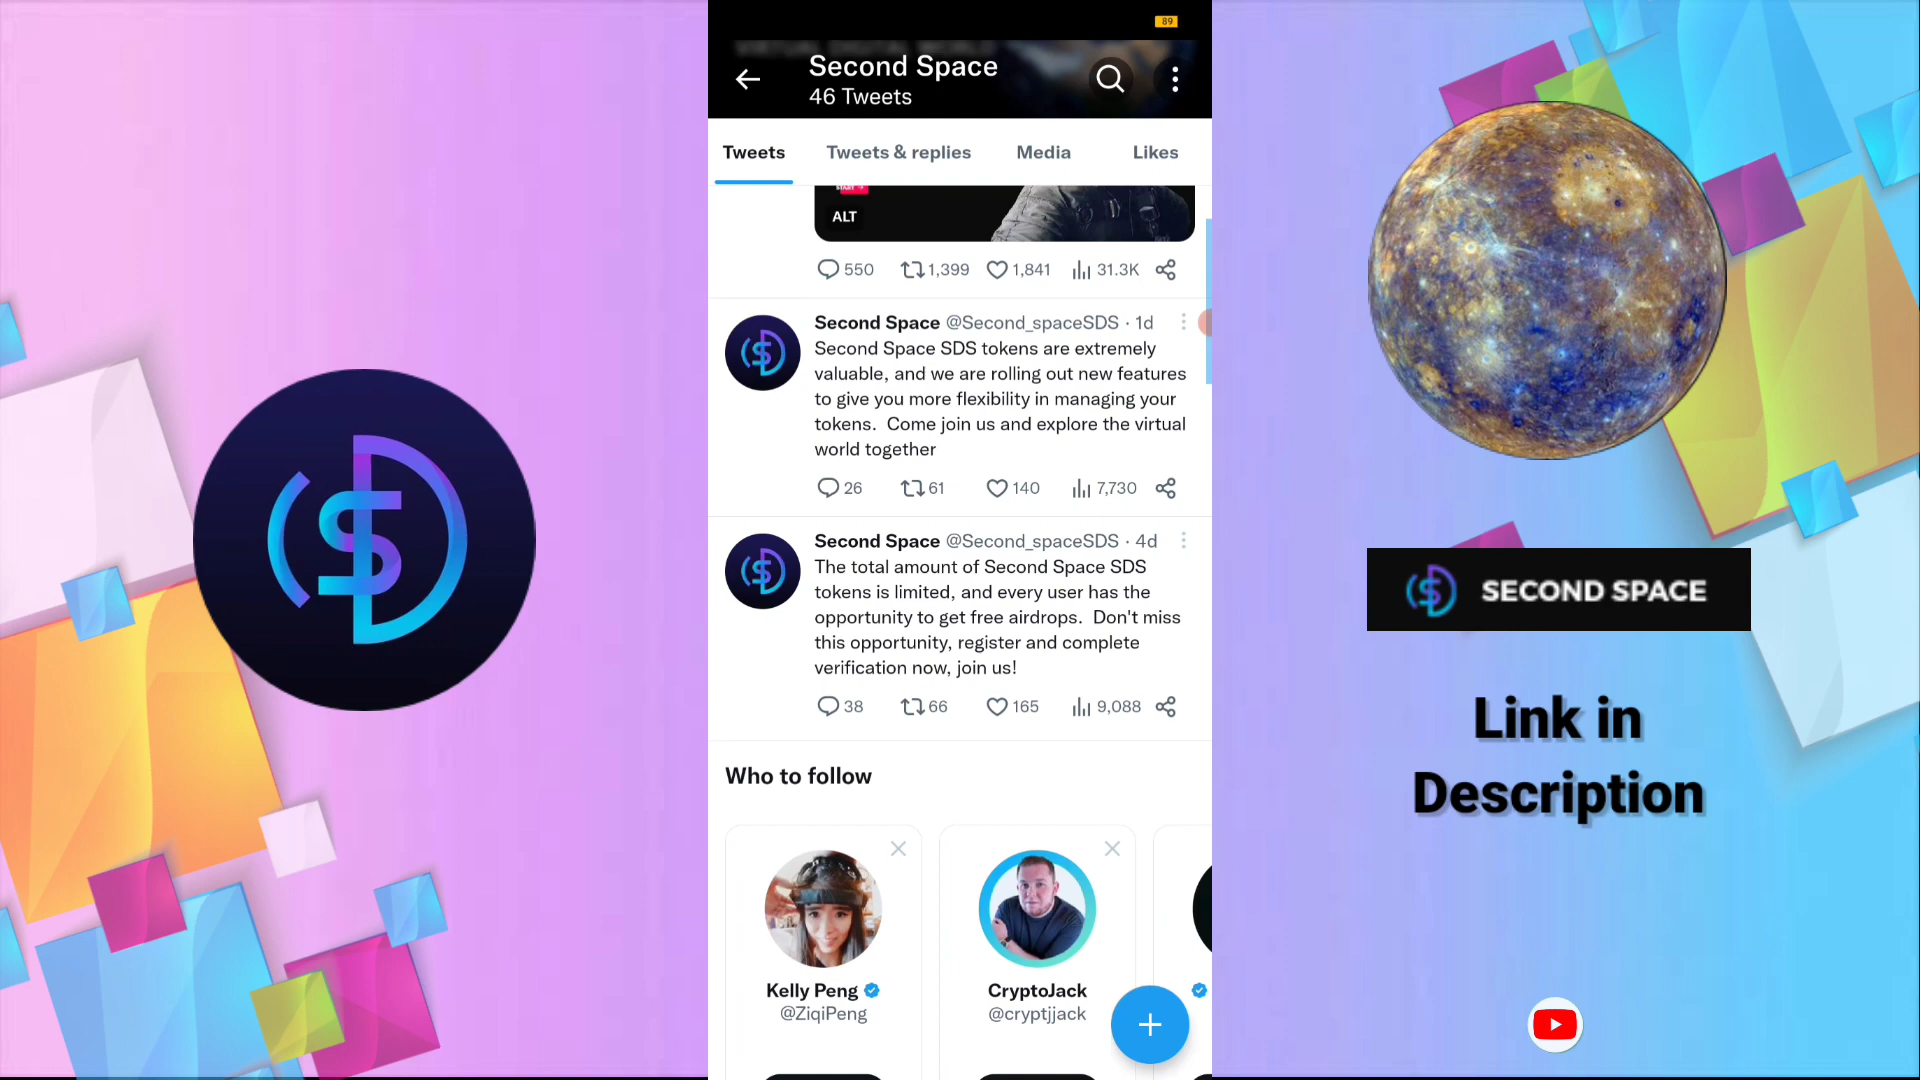 89
Second Space
46 Tweets
Tweets
Tweets & replies
Media
Likes
START
ALT
550
1,399
1,841
31.3K
Second Space @Second_spaceSDS · 1d
Second Space SDS tokens are extremely
valuable, and we are rolling out new features
to give you more flexibility in managing your
tokens.  Come join us and explore the virtual
world together
26
61
140
7,730
Second Space @Second_spaceSDS · 4d
The total amount of Second Space SDS
tokens is limited, and every user has the
opportunity to get free airdrops.  Don't miss
this opportunity, register and complete
verification now, join us!
38
66
165
9,088
Who to follow
Kelly Peng
@ZiqiPeng
CryptoJack
@cryptjjack
SECOND SPACE
Link in
Description